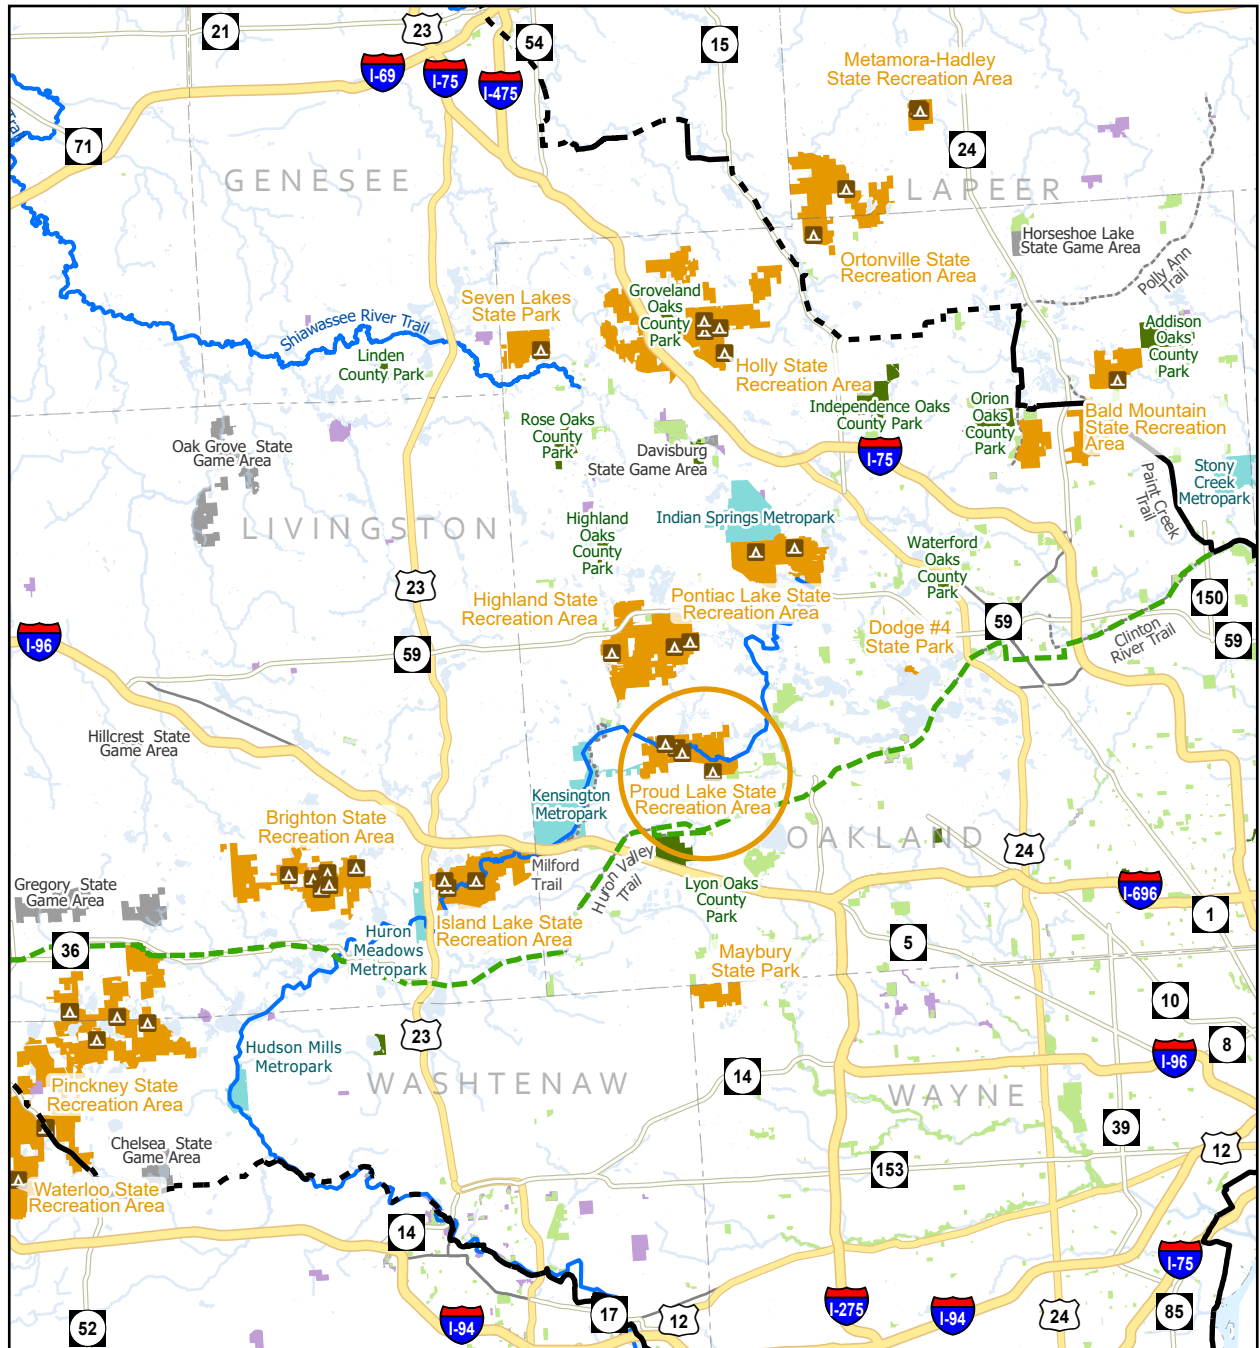 21
23
54
15
I-69
I-75
I-475
Metamora-Hadley
State Recreation Area
71
24
GENESEE
LAPEER
Horseshoe Lake
State Game Area
Ortonville State
Recreation Area
Polly Ann
Trail
Seven Lakes
State Park
Groveland
Oaks
County
Park
Shiawassee River Trail
Linden
County Park
Addison
Oaks
County
Park
Holly State
Recreation Area
Independence Oaks
County Park
Orion
Oaks
County
Park
Bald Mountain
State Recreation
Area
Rose Oaks
County
Park
Oak Grove State
Game Area
Davisburg
State Game Area
I-75
Paint Creek
Trail
Stony
Creek
Metropark
LIVINGSTON
Highland
Oaks
County
Park
Indian Springs Metropark
Waterford
Oaks
County
Park
23
Highland State
Recreation Area
Pontiac Lake State
Recreation Area
150
I-96
59
Dodge #4
State Park
59
Clinton
River Trail
59
Hillcrest State
Game Area
Kensington
Metropark
Proud Lake State
Recreation Area
Brighton State
Recreation Area
OAKLAND
24
Milford
Trail
Huron Valley
Trail
Lyon Oaks
County
Park
I-696
Gregory State
Game Area
1
36
Huron
Meadows
Metropark
Island Lake State
Recreation Area
5
Maybury
State Park
10
23
Hudson Mills
Metropark
8
I-96
Pinckney State
Recreation Area
WASHTENAW
14
WAYNE
39
Chelsea State
Game Area
12
153
Waterloo State
Recreation Area
14
I-75
52
I-94
17
12
I-275
I-94
24
85